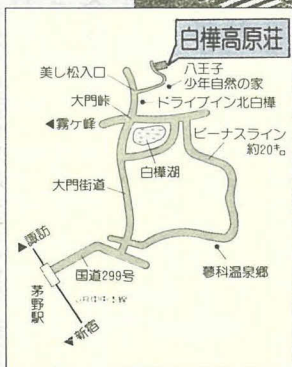 白樺高原荘
八王子
少年自然の家
美し松入口
ドライブイン北白樺
大門峠
◀霧ヶ峰
ビーナスライン
約20㌔
白樺湖
大門街道
▲諏訪
蓼科温泉郷
国道299号
茅野駅
▼新宿